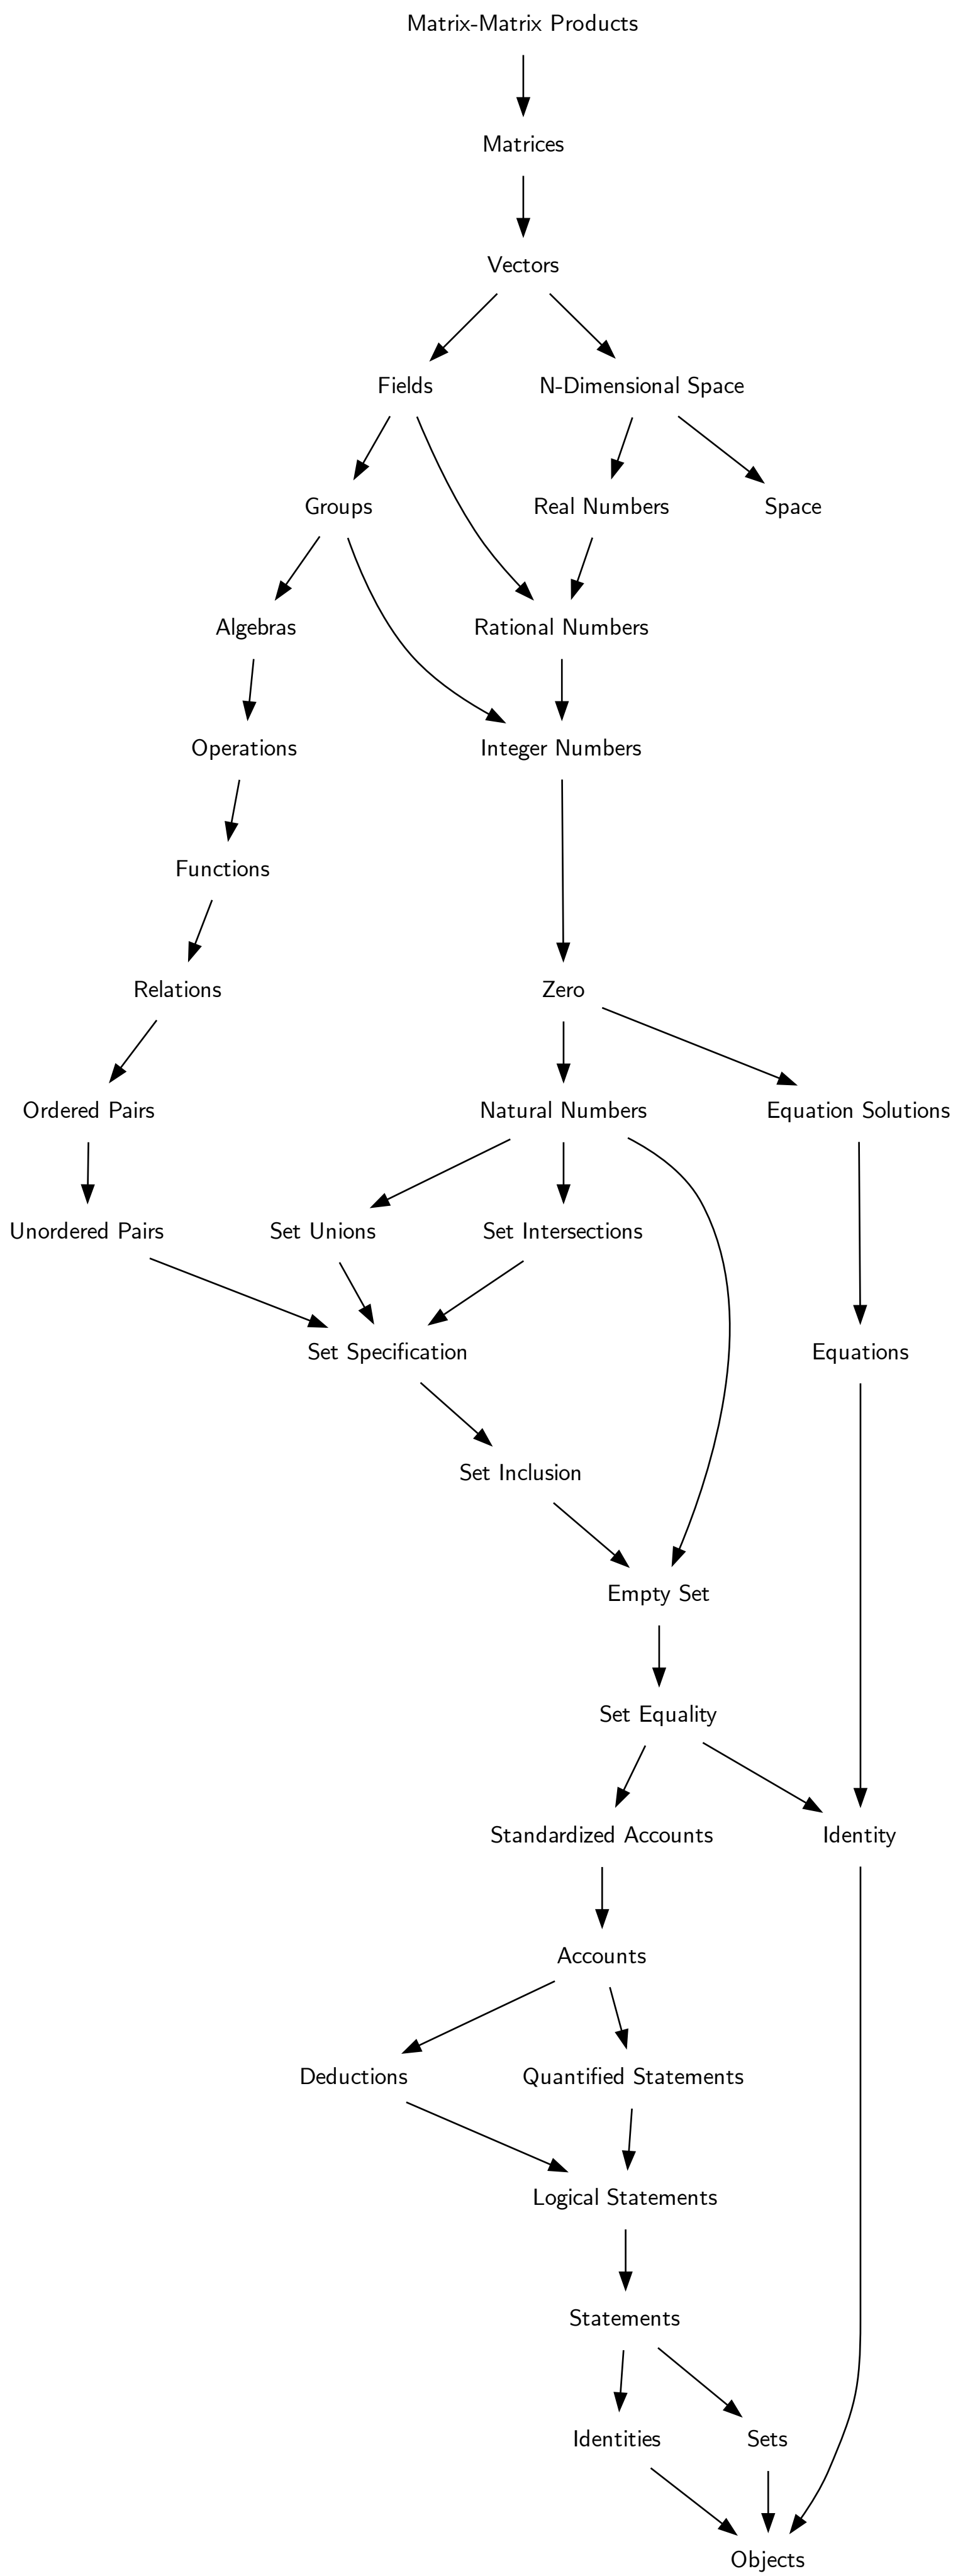 Matrix-Matrix Products
Matrices
Vectors
Fields
N-Dimensional Space
Groups
Real Numbers
Space
Algebras
Rational Numbers
Operations
Integer Numbers
Functions
Relations
Zero
Ordered Pairs
Natural Numbers
Equation Solutions
Unordered Pairs
Set Unions
Set Intersections
Set Specification
Equations
Set Inclusion
Empty Set
Set Equality
Standardized Accounts
Identity
Accounts
Deductions
Quantified Statements
Logical Statements
Statements
Identities
Sets
Objects